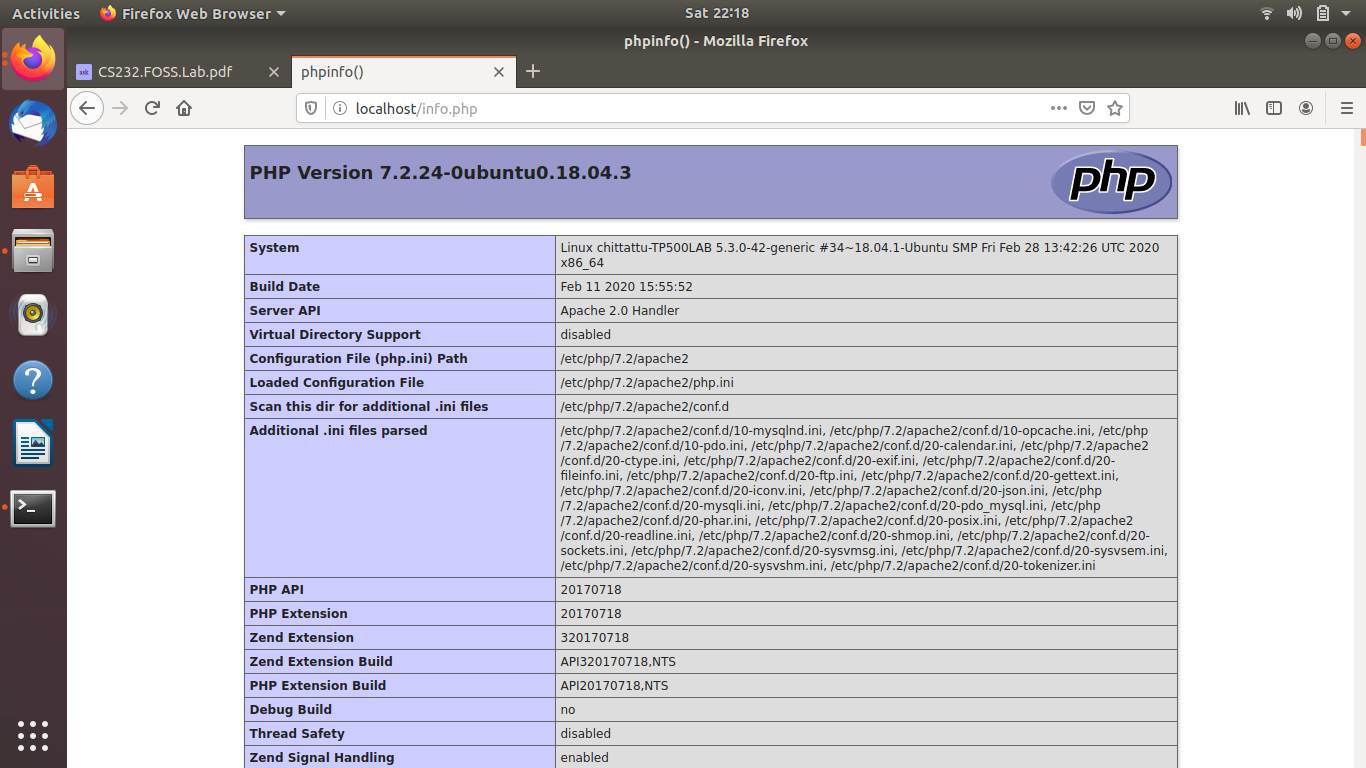 Activities Firefox Web Browser Sat 22:18
phpinfo() - Mozilla Firefox
CS232.FOSS.Lab.pdf phpinfo()
localhost/info.php
PHP Version 7.2.24-0ubuntu0.18.04.3
php
System Linux chittattu-TP500LAB 5.3.0-42-generic #34~18.04.1-Ubuntu SMP Fri Feb 28 13:42:26 UTC 2020
x86_64
Build Date Feb 11 2020 15:55:52
Server API Apache 2.0 Handler
Virtual Directory Support disabled
Configuration File (php.ini) Path /etc/php/7.2/apache2
Loaded Configuration File /etc/php/7.2/apache2/php.ini
Scan this dir for additional .ini files /etc/php/7.2/apache2/conf.d
Additional .ini files parsed /etc/php/7.2/apache2/conf.d/10-mysqlnd.ini, /etc/php/7.2/apache2/conf.d/10-opcache.ini, /etc/php
/7.2/apache2/conf.d/10-pdo.ini, /etc/php/7.2/apache2/conf.d/20-calendar.ini, /etc/php/7.2/apache2
/conf.d/20-ctype.ini, /etc/php/7.2/apache2/conf.d/20-exif.ini, /etc/php/7.2/apache2/conf.d/20-
fileinfo.ini, /etc/php/7.2/apache2/conf.d/20-ftp.ini, /etc/php/7.2/apache2/conf.d/20-gettext.ini,
/etc/php/7.2/apache2/conf.d/20-iconv.ini, /etc/php/7.2/apache2/conf.d/20-json.ini, /etc/php
/7.2/apache2/conf.d/20-mysqli.ini, /etc/php/7.2/apache2/conf.d/20-pdo_mysql.ini, /etc/php
/7.2/apache2/conf.d/20-phar.ini, /etc/php/7.2/apache2/conf.d/20-posix.ini, /etc/php/7.2/apache2
/conf.d/20-readline.ini, /etc/php/7.2/apache2/conf.d/20-shmop.ini, /etc/php/7.2/apache2/conf.d/20-
sockets.ini, /etc/php/7.2/apache2/conf.d/20-sysvmsg.ini, /etc/php/7.2/apache2/conf.d/20-sysvsem.ini,
/etc/php/7.2/apache2/conf.d/20-sysvshm.ini, /etc/php/7.2/apache2/conf.d/20-tokenizer.ini
PHP API 20170718
PHP Extension 20170718
Zend Extension 320170718
Zend Extension Build API320170718,NTS
PHP Extension Build API20170718,NTS
Debug Build no
Thread Safety disabled
Zend Signal Handling enabled